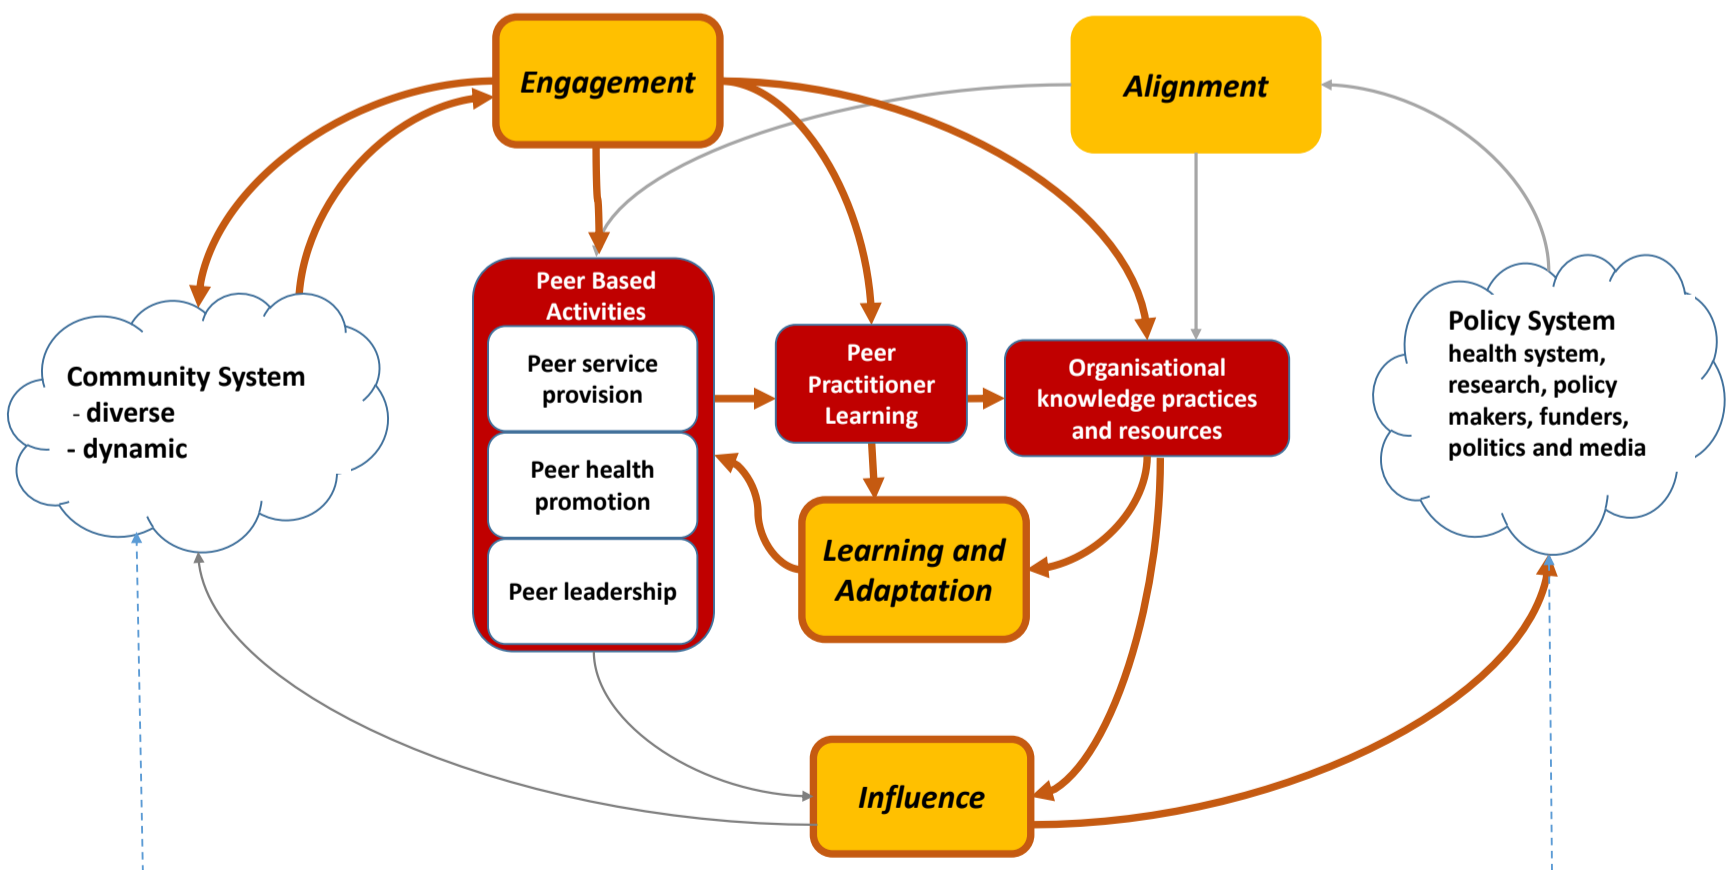 Engagement
Alignment
Peer Based
Activities
Peer service
provision
Peer health
promotion
Peer leadership
Peer
Practitioner
Learning
Organisational
knowledge practices
and resources
Community System
- diverse
- dynamic
Policy System
health system,
research, policy
makers, funders,
politics and media
Learning and
Adaptation
Influence